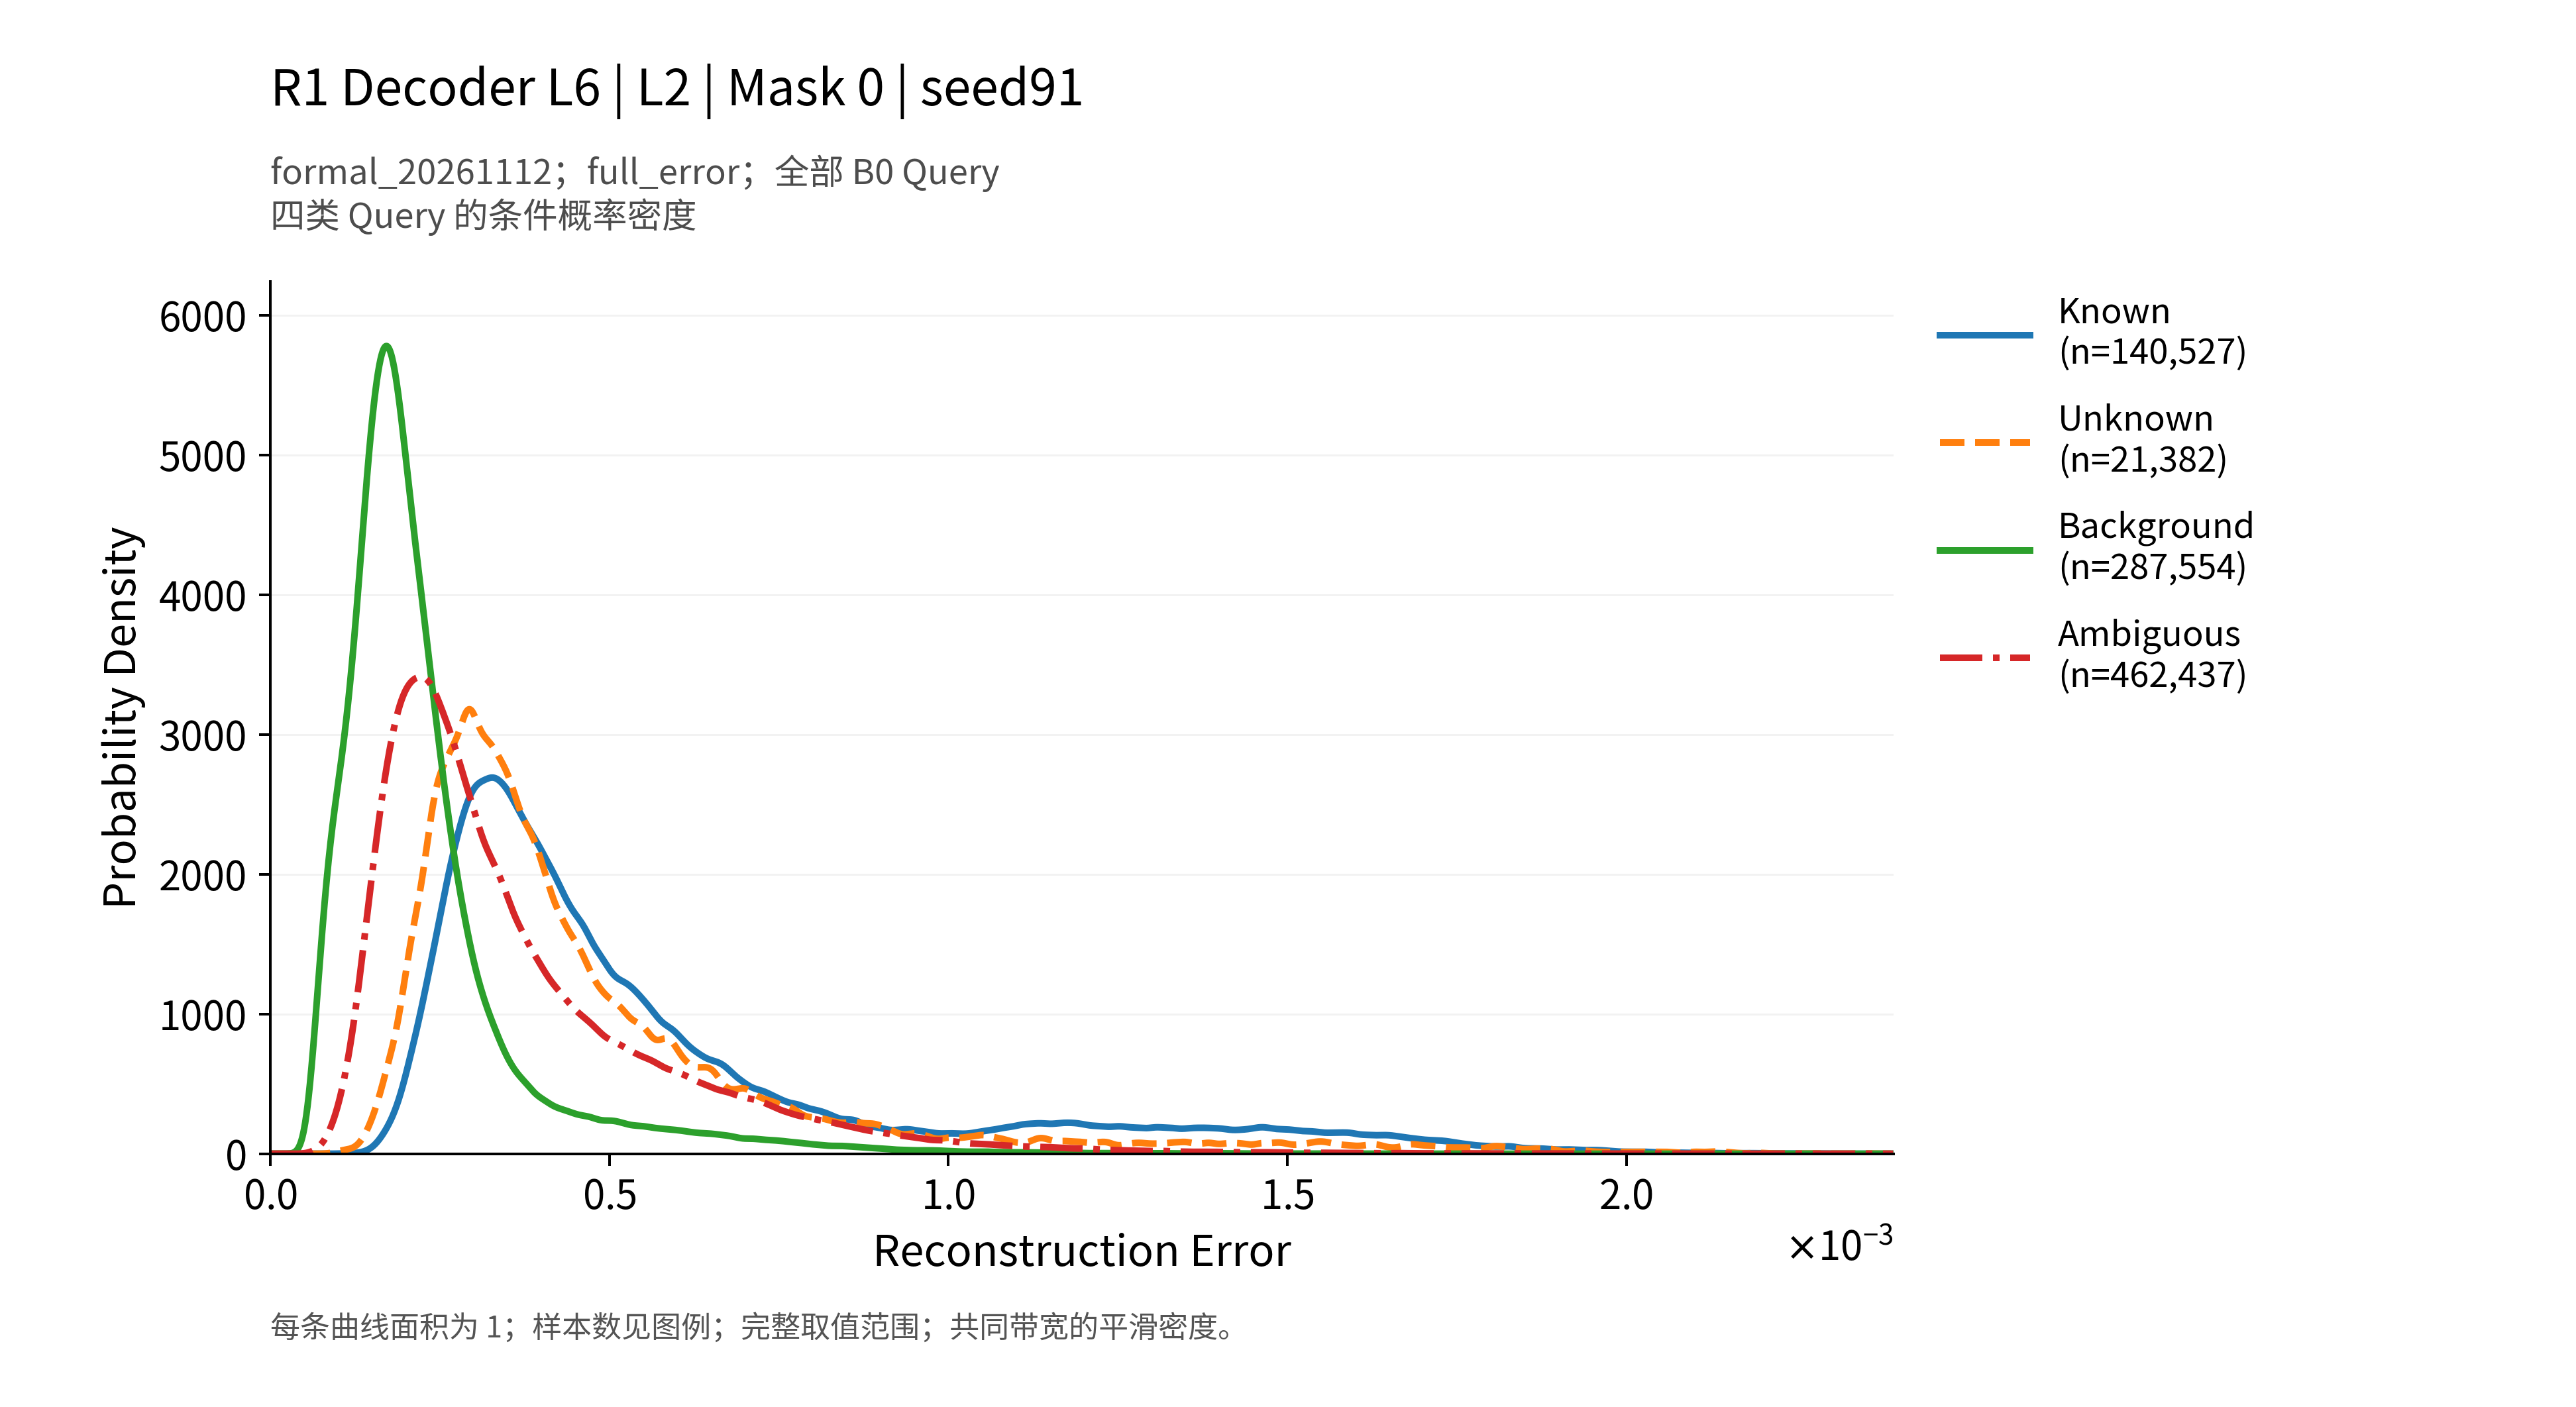 R1 Decoder L6 | L2 | Mask 0 | seed91
formal_20261112；full_error；全部 B0 Query
四类 Query 的条件概率密度
6000
5000
4000
3000
2000
1000
0
Probability Density
0.0
0.5
1.0
1.5
2.0
×10⁻³
Reconstruction Error
Known
(n=140,527)
Unknown
(n=21,382)
Background
(n=287,554)
Ambiguous
(n=462,437)
每条曲线面积为 1；样本数见图例；完整取值范围；共同带宽的平滑密度。